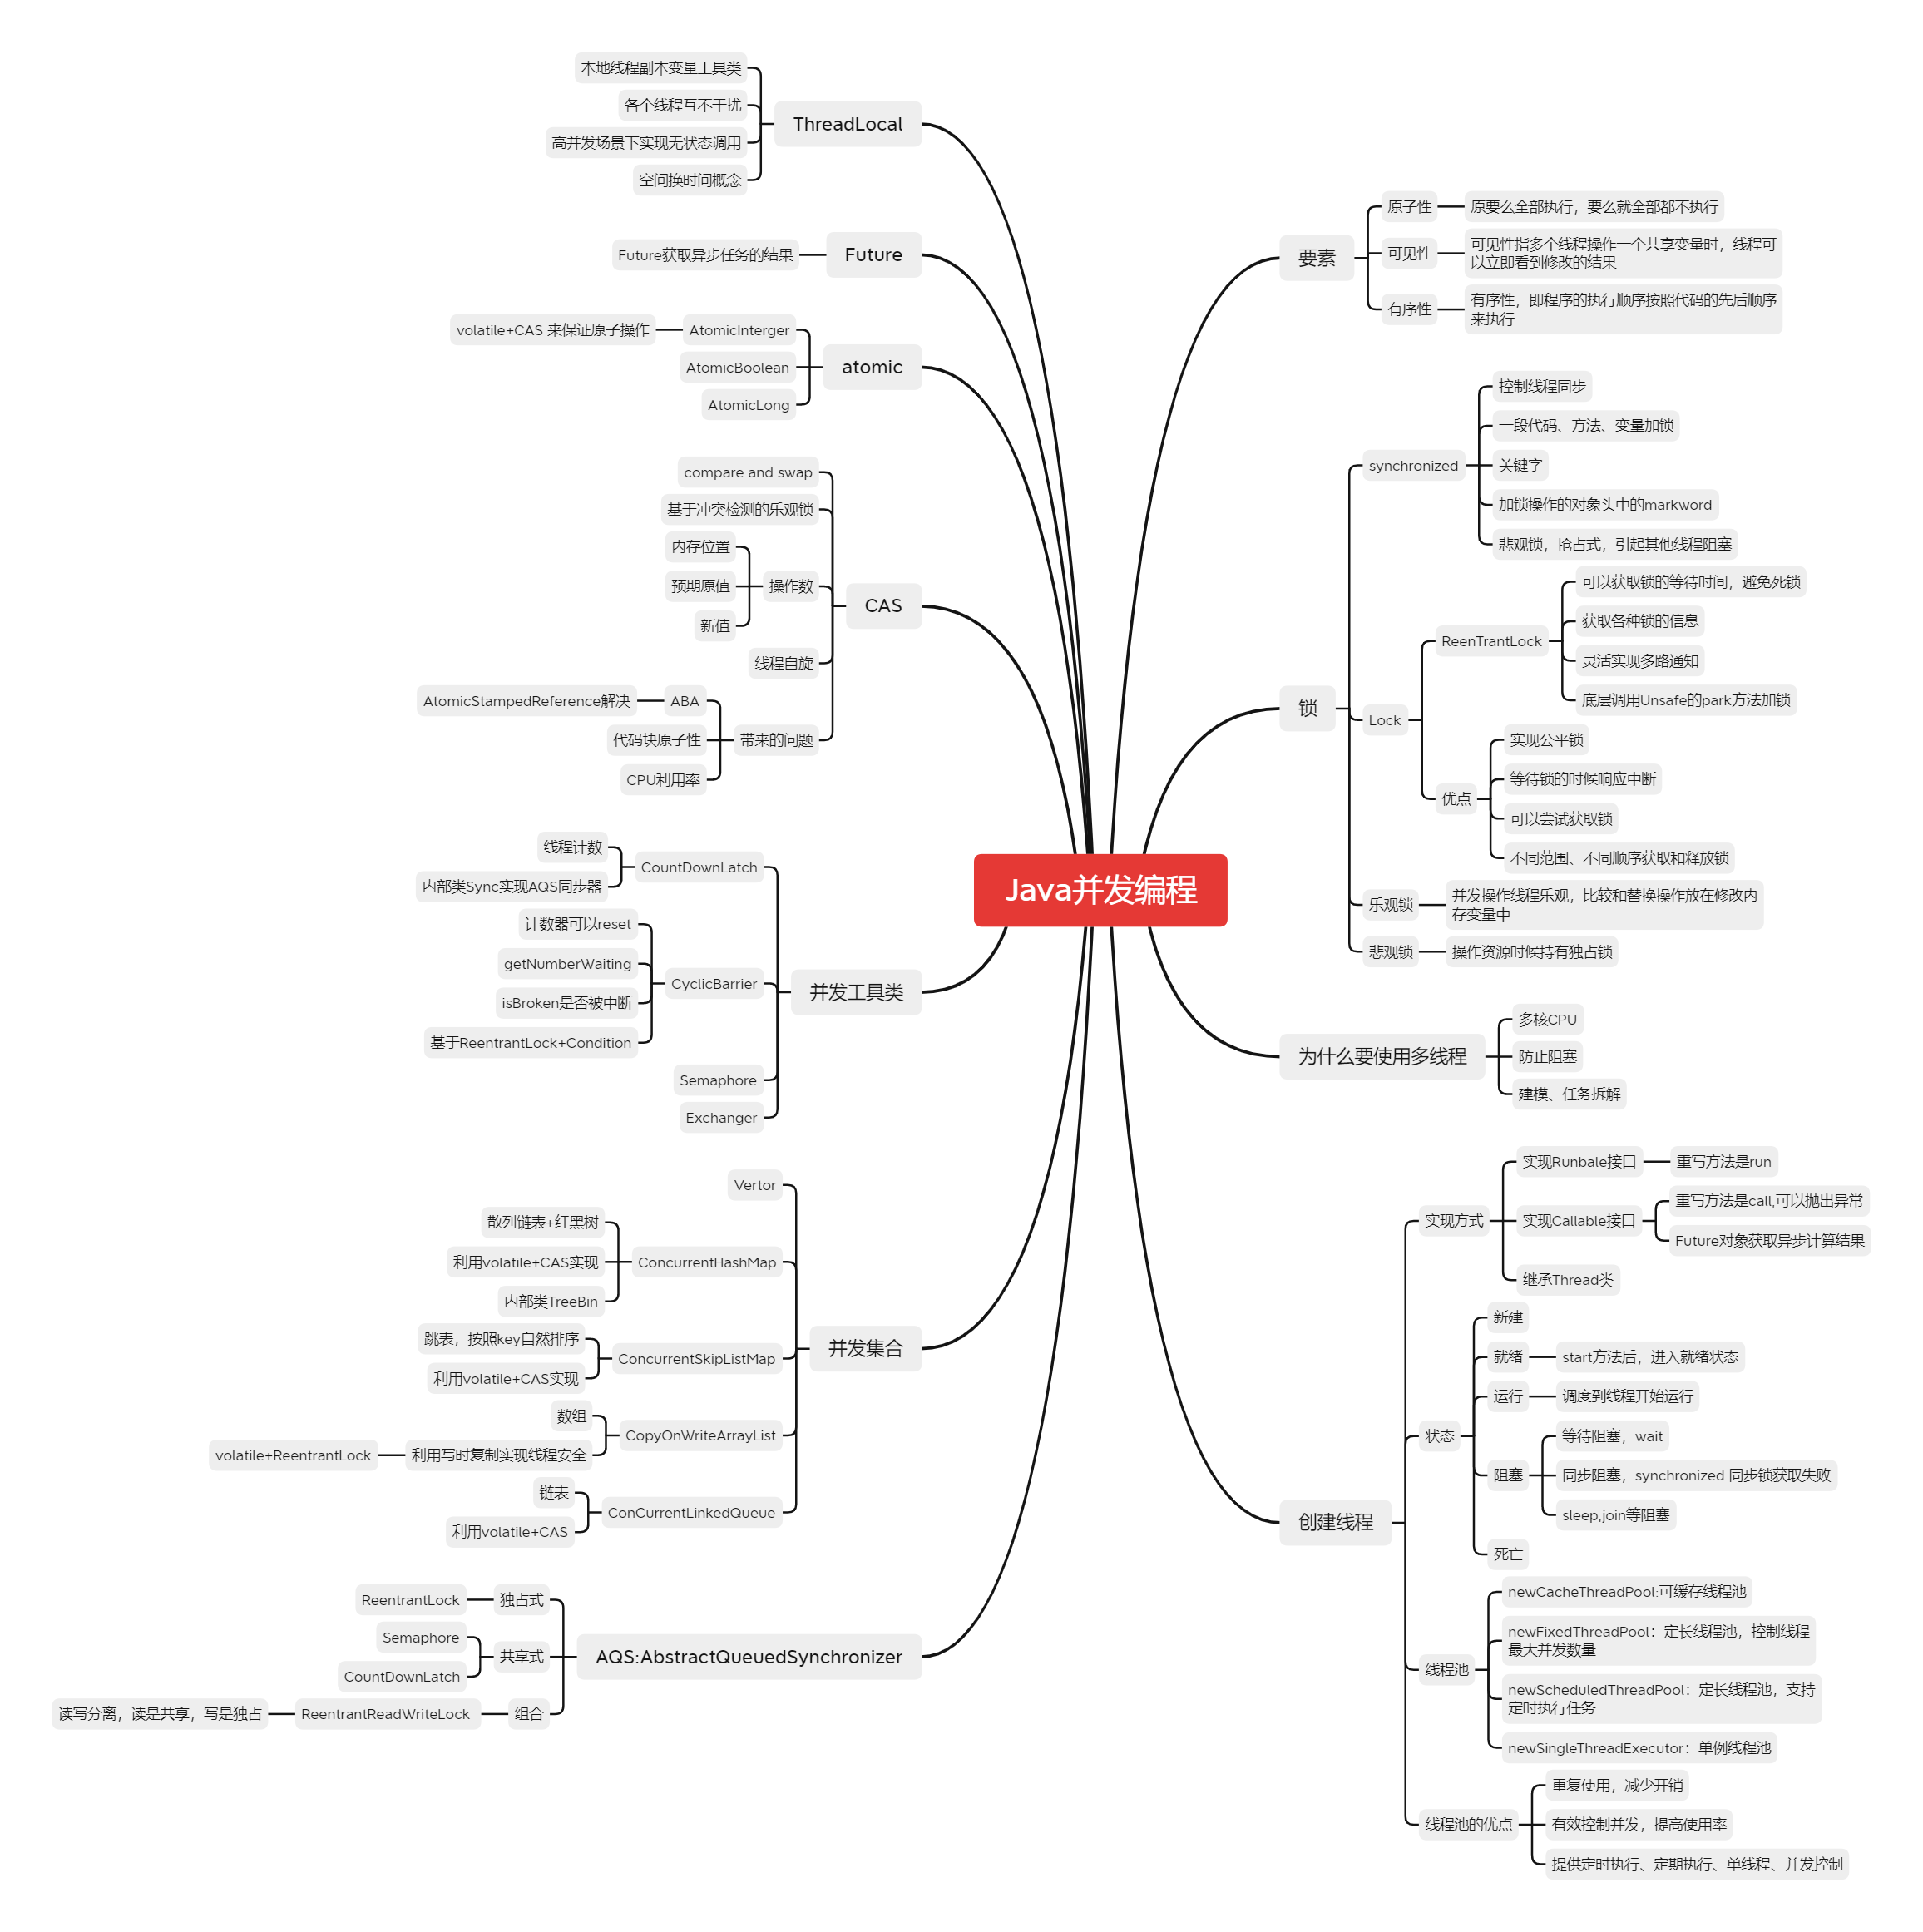 Java并发编程
要素
原子性
原要么全部执行，要么就全部都不执行
可见性
可见性指多个线程操作一个共享变量时，线程可
以立即看到修改的结果
有序性
有序性，即程序的执行顺序按照代码的先后顺序
来执行
锁
synchronized
控制线程同步
一段代码、方法、变量加锁
关键字
加锁操作的对象头中的markword
悲观锁，抢占式，引起其他线程阻塞
Lock
ReenTrantLock
可以获取锁的等待时间，避免死锁
获取各种锁的信息
灵活实现多路通知
底层调用Unsafe的park方法加锁
优点
实现公平锁
等待锁的时候响应中断
可以尝试获取锁
不同范围、不同顺序获取和释放锁
乐观锁
并发操作线程乐观，比较和替换操作放在修改内
存变量中
悲观锁
操作资源时候持有独占锁
为什么要使用多线程
多核CPU
防止阻塞
建模、任务拆解
创建线程
实现方式
实现Runbale接口
重写方法是run
实现Callable接口
重写方法是call,可以抛出异常
Future对象获取异步计算结果
继承Thread类
状态
新建
就绪
start方法后，进入就绪状态
运行
调度到线程开始运行
阻塞
等待阻塞，wait
同步阻塞，synchronized 同步锁获取失败
sleep,join等阻塞
死亡
线程池
newCacheThreadPool:可缓存线程池
newFixedThreadPool：定长线程池，控制线程
最大并发数量
newScheduledThreadPool：定长线程池，支持
定时执行任务
newSingleThreadExecutor：单例线程池
线程池的优点
重复使用，减少开销
有效控制并发，提高使用率
提供定时执行、定期执行、单线程、并发控制
ThreadLocal
本地线程副本变量工具类
各个线程互不干扰
高并发场景下实现无状态调用
空间换时间概念
Future
Future获取异步任务的结果
atomic
AtomicInterger
volatile+CAS 来保证原子操作
AtomicBoolean
AtomicLong
CAS
compare and swap
基于冲突检测的乐观锁
操作数
内存位置
预期原值
新值
线程自旋
带来的问题
ABA
AtomicStampedReference解决
代码块原子性
CPU利用率
并发工具类
CountDownLatch
线程计数
内部类Sync实现AQS同步器
CyclicBarrier
计数器可以reset
getNumberWaiting
isBroken是否被中断
基于ReentrantLock+Condition
Semaphore
Exchanger
并发集合
Vertor
ConcurrentHashMap
散列链表+红黑树
利用volatile+CAS实现
内部类TreeBin
ConcurrentSkipListMap
跳表，按照key自然排序
利用volatile+CAS实现
CopyOnWriteArrayList
数组
利用写时复制实现线程安全
volatile+ReentrantLock
ConCurrentLinkedQueue
链表
利用volatile+CAS
AQS:AbstractQueuedSynchronizer
独占式
ReentrantLock
共享式
Semaphore
CountDownLatch
组合
ReentrantReadWriteLock
读写分离，读是共享，写是独占